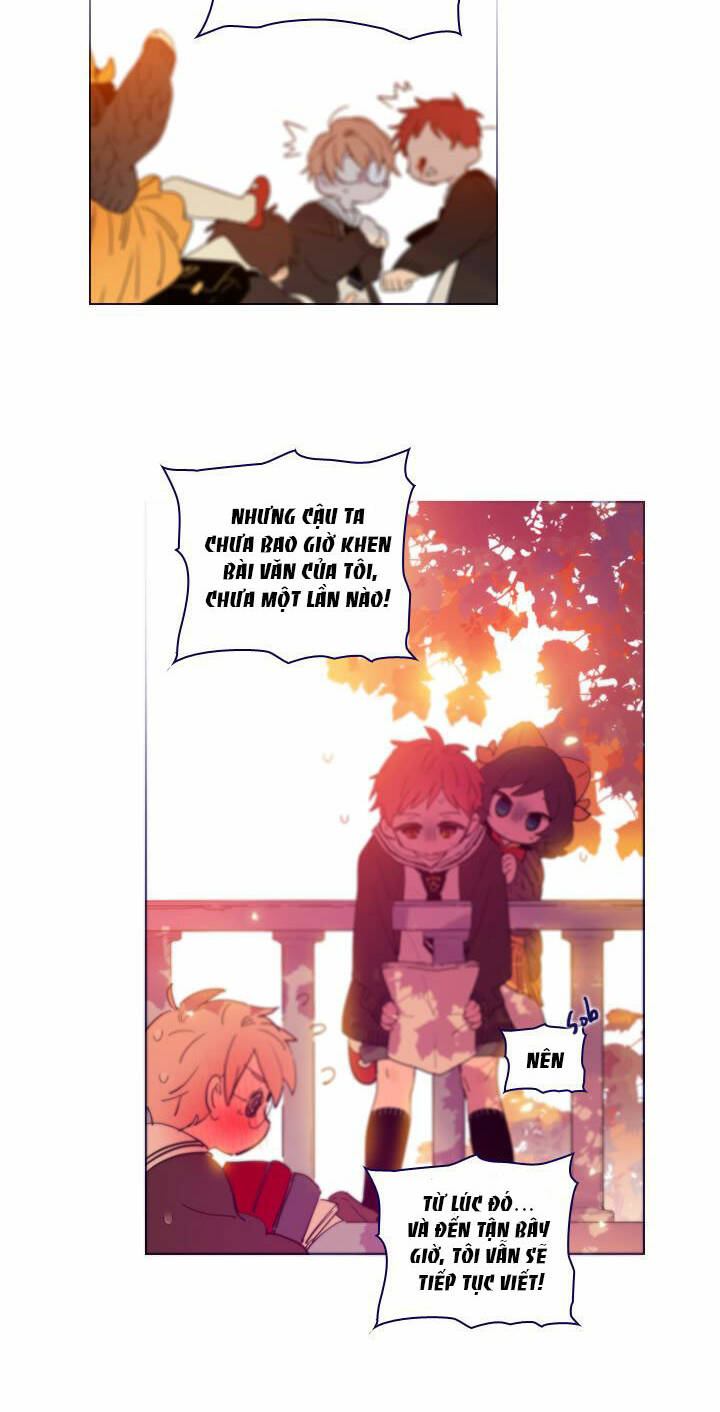 NHƯNG CẬU TA
CHƯA BAO GIỜ KHEN
BÀI VĂN CỦA TÔI,
CHƯA MỘT LẦN NÀO!
Sob
NÊN
TỪ LÚC ĐÓ...
VÀ ĐẾN TẬN BÂY
GIỜ, TÔI VẪN SẼ
TIẾP TỤC VIẾT!